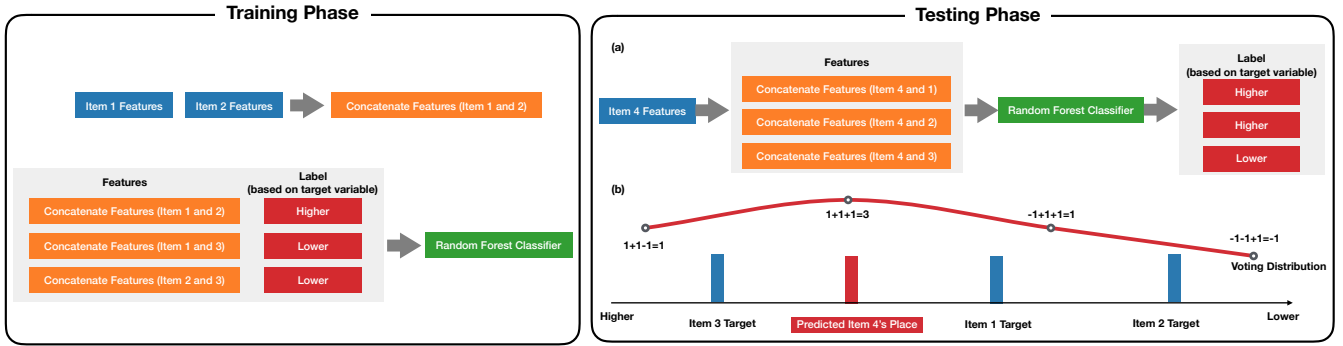 Training Phase
Item 1 Features
Item 2 Features
Concatenate Features (Item 1 and 2)
Features
Label
(based on target variable)
Concatenate Features (Item 1 and 2)
Higher
Concatenate Features (Item 1 and 3)
Lower
Concatenate Features (Item 2 and 3)
Lower
Random Forest Classifier
Testing Phase
(a)
Item 4 Features
Features
Concatenate Features (Item 4 and 1)
Concatenate Features (Item 4 and 2)
Concatenate Features (Item 4 and 3)
Random Forest Classifier
Label
(based on target variable)
Higher
Higher
Lower
(b)
1+1-1=1
1+1+1=3
-1+1+1=1
-1-1+1=-1
Voting Distribution
Higher
Item 3 Target
Predicted Item 4's Place
Item 1 Target
Item 2 Target
Lower